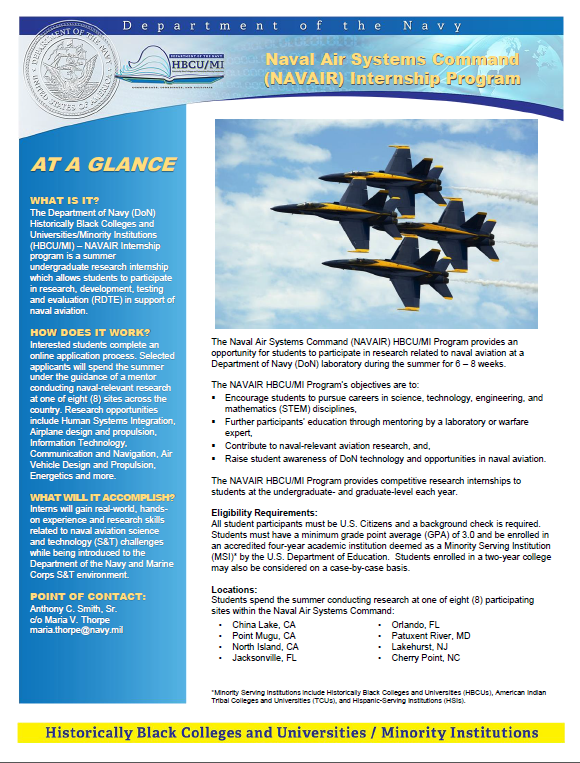 Department of the Navy
DEPARTMENT OF THE NAVY
UNITED STATES OF AMERICA
DEPARTMENT OF THE NAVY
HBCU/MI
Naval Air Systems Command
(NAVAIR) Internship Program
AT A GLANCE
WHAT IS IT?
The Department of Navy (DoN)
Historically Black Colleges and
Universities/Minority Institutions
(HBCU/MI) – NAVAIR Internship
program is a summer
undergraduate research internship
which allows students to participate
in research, development, testing
and evaluation (RDTE) in support of
naval aviation.
HOW DOES IT WORK?
Interested students complete an
online application process. Selected
applicants will spend the summer
under the guidance of a mentor
conducting naval-relevant research
at one of eight (8) sites across the
country. Research opportunities
include Human Systems Integration,
Airplane design and propulsion,
Information Technology,
Communication and Navigation, Air
Vehicle Design and Propulsion,
Energetics and more.
WHAT WILL IT ACCOMPLISH?
Interns will gain real-world, hands-
on experience and research skills
related to naval aviation science
and technology (S&T) challenges
while being introduced to the
Department of the Navy and Marine
Corps S&T environment.
POINT OF CONTACT:
Anthony C. Smith, Sr.
c/o Maria V. Thorpe
maria.thorpe@navy.mil
The Naval Air Systems Command (NAVAIR) HBCU/MI Program provides an
opportunity for students to participate in research related to naval aviation at a
Department of Navy (DoN) laboratory during the summer for 6 – 8 weeks.
The NAVAIR HBCU/MI Program's objectives are to:
▪ Encourage students to pursue careers in science, technology, engineering, and
mathematics (STEM) disciplines,
▪ Further participants' education through mentoring by a laboratory or warfare
expert,
▪ Contribute to naval-relevant aviation research, and,
▪ Raise student awareness of DoN technology and opportunities in naval aviation.
The NAVAIR HBCU/MI Program provides competitive research internships to
students at the undergraduate- and graduate-level each year.
Eligibility Requirements:
All student participants must be U.S. Citizens and a background check is required.
Students must have a minimum grade point average (GPA) of 3.0 and be enrolled in
an accredited four-year academic institution deemed as a Minority Serving Institution
(MSI)* by the U.S. Department of Education. Students enrolled in a two-year college
may also be considered on a case-by-case basis.
Locations:
Students spend the summer conducting research at one of eight (8) participating
sites within the Naval Air Systems Command:
• China Lake, CA
• Point Mugu, CA
• North Island, CA
• Jacksonville, FL
• Orlando, FL
• Patuxent River, MD
• Lakehurst, NJ
• Cherry Point, NC
*Minority Serving Institutions include Historically Black Colleges and Universities (HBCUs), American Indian
Tribal Colleges and Universities (TCUs), and Hispanic-Serving Institutions (HSIs).
Historically Black Colleges and Universities / Minority Institutions